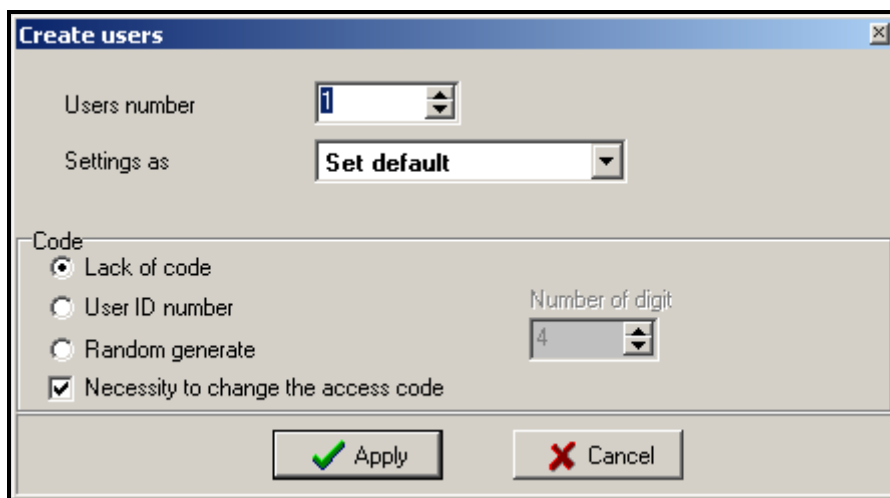 Create users
Users number
1
Settings as
Set default
Code
Lack of code
User ID number
Number of digit
4
Random generate
Necessity to change the access code
Apply
Cancel